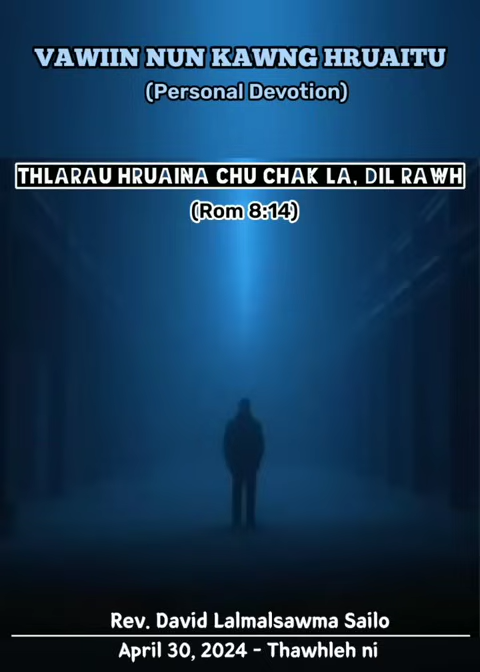 VAWIIN NUN KAWNG HRUAITU
(Personal Devotion)
THLARAU HRUAINA CHU CHAK LA, DIL RAWH
(Rom 8:14)
Rev. David Lalmalsawma Sailo
April 30, 2024 - Thawhleh ni